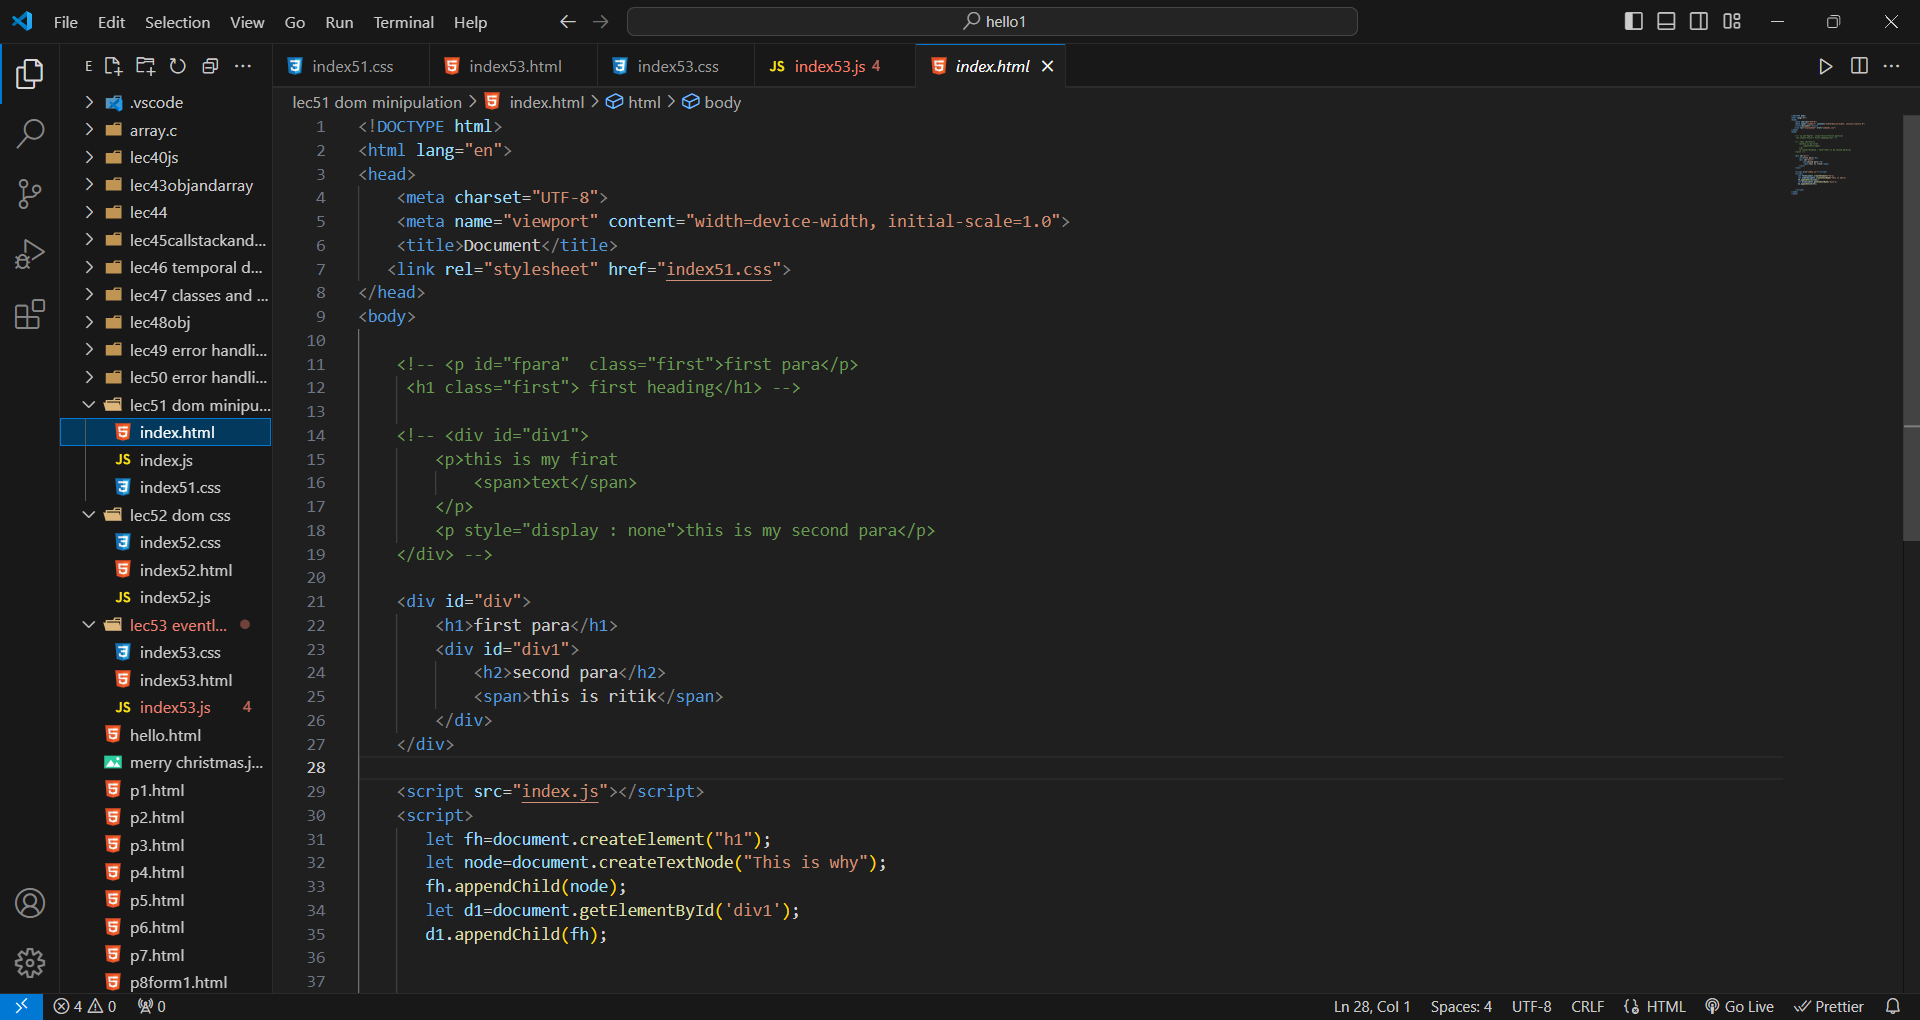 File Edit Selection View Go Run Terminal Help hello1
E index51.css index53.html index53.css JS index53.js 4 index.html
lec51 dom minipulation > index.html > html > body
.vscode
array.c
lec40js
lec43objandarray
lec44
lec45callstackand...
lec46 temporal d...
lec47 classes and ...
lec48obj
lec49 error handli...
lec50 error handli...
lec51 dom minipu...
index.html
JS index.js
index51.css
lec52 dom css
index52.css
index52.html
JS index52.js
lec53 eventl...
index53.css
index53.html
JS index53.js 4
hello.html
merry christmas.j...
p1.html
p2.html
p3.html
p4.html
p5.html
p6.html
p7.html
p8form1.html
1 <!DOCTYPE html>
2 <html lang="en">
3 <head>
4 <meta charset="UTF-8">
5 <meta name="viewport" content="width=device-width, initial-scale=1.0">
6 <title>Document</title>
7 <link rel="stylesheet" href="index51.css">
8 </head>
9 <body>
10
11 <!-- <p id="fpara"  class="first">first para</p>
12 <h1 class="first"> first heading</h1> -->
13
14 <!-- <div id="div1">
15 <p>this is my firat
16 <span>text</span>
17 </p>
18 <p style="display : none">this is my second para</p>
19 </div> -->
20
21 <div id="div">
22 <h1>first para</h1>
23 <div id="div1">
24 <h2>second para</h2>
25 <span>this is ritik</span>
26 </div>
27 </div>
28
29 <script src="index.js"></script>
30 <script>
31 let fh=document.createElement("h1");
32 let node=document.createTextNode("This is why");
33 fh.appendChild(node);
34 let d1=document.getElementById('div1');
35 d1.appendChild(fh);
36
37
4 0 0 Ln 28, Col 1 Spaces: 4 UTF-8 CRLF HTML Go Live Prettier